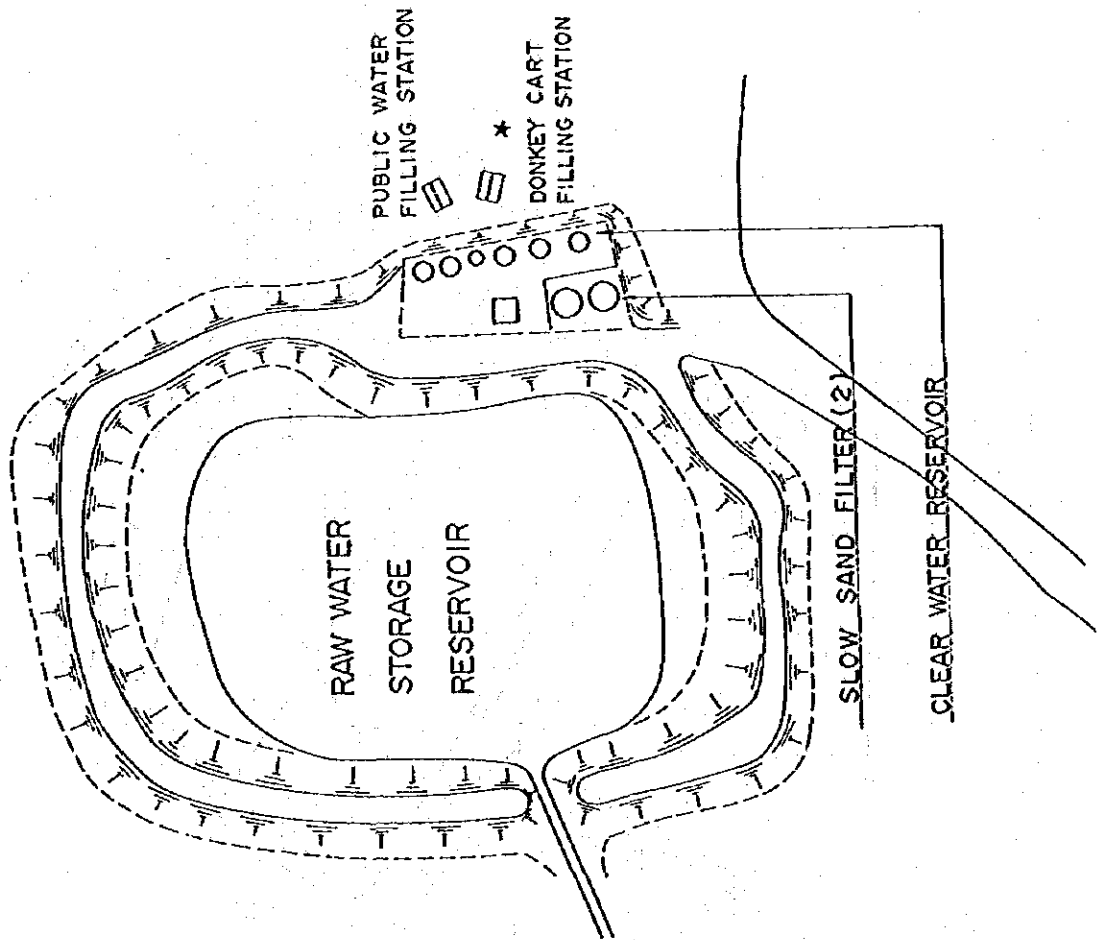 PUBLIC WATER
FILLING STATION
DONKEY CART
FILLING STATION
RAW WATER
STORAGE
RESERVOIR
SLOW SAND FILTER (2)
CLEAR WATER RESERVOIR